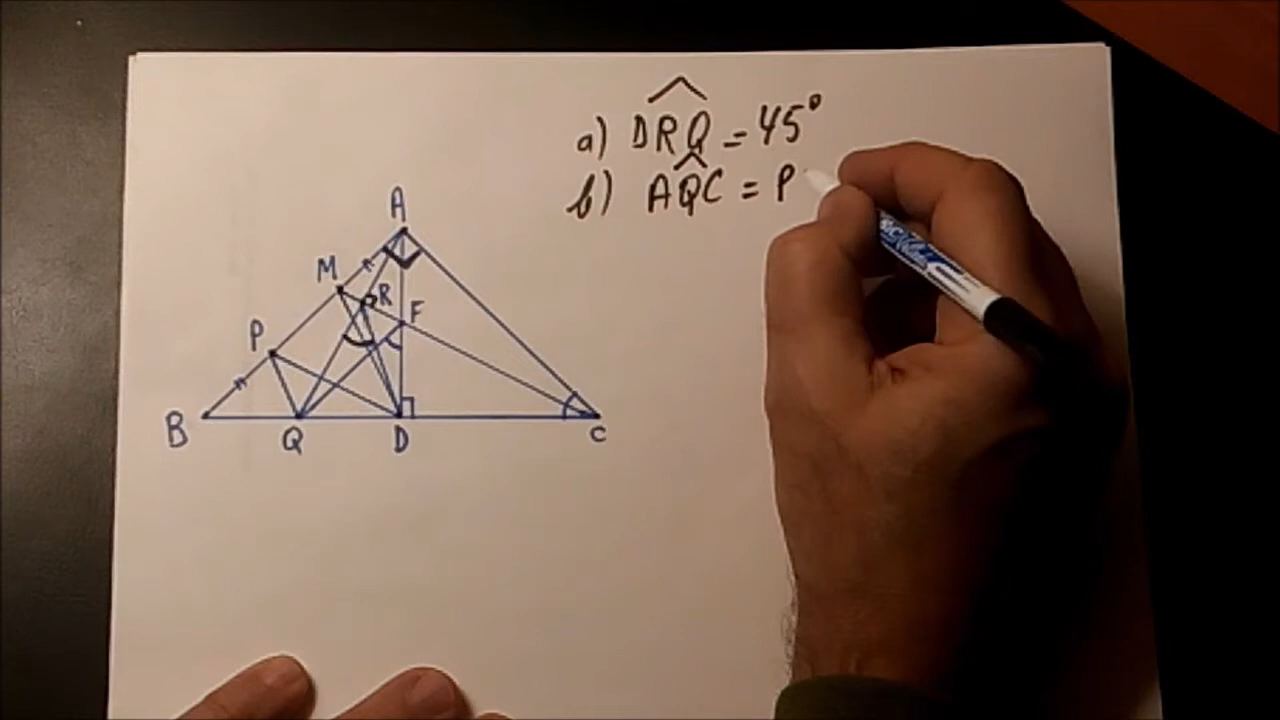 a) DRQ = 45°
b) AQC = P
A
M
R
F
P
B
Q
D
C